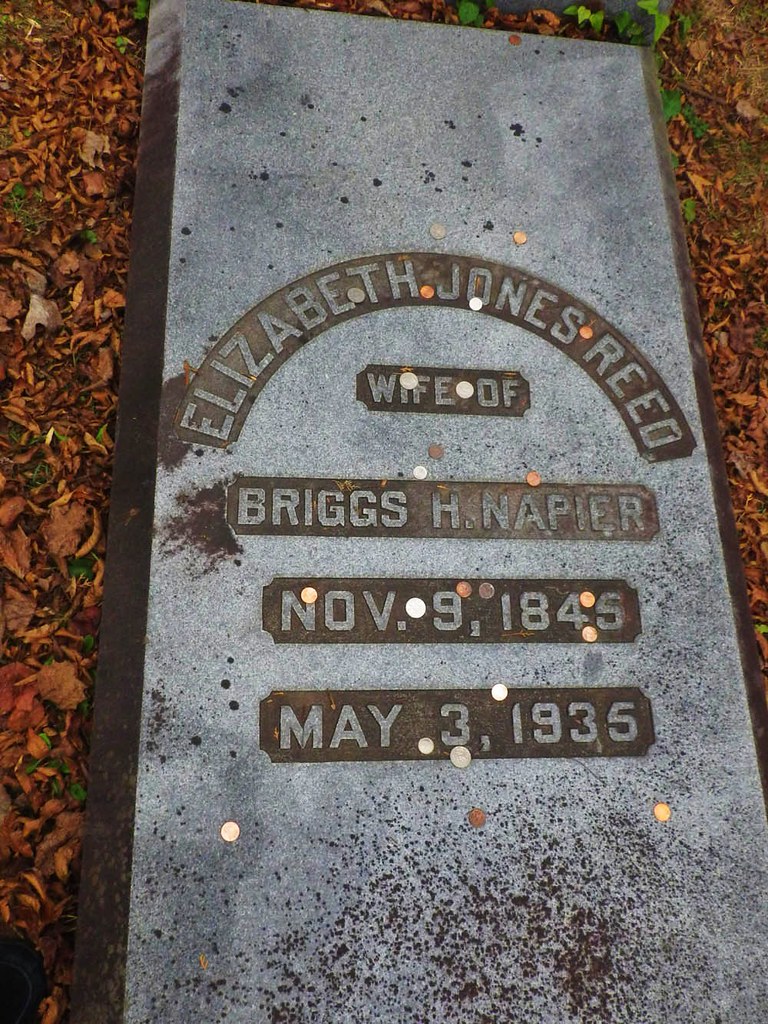 ELIZABETH JONES REED
WIFE OF
BRIGGS H. NAPIER
NOV. 9, 1845
MAY 3, 1935